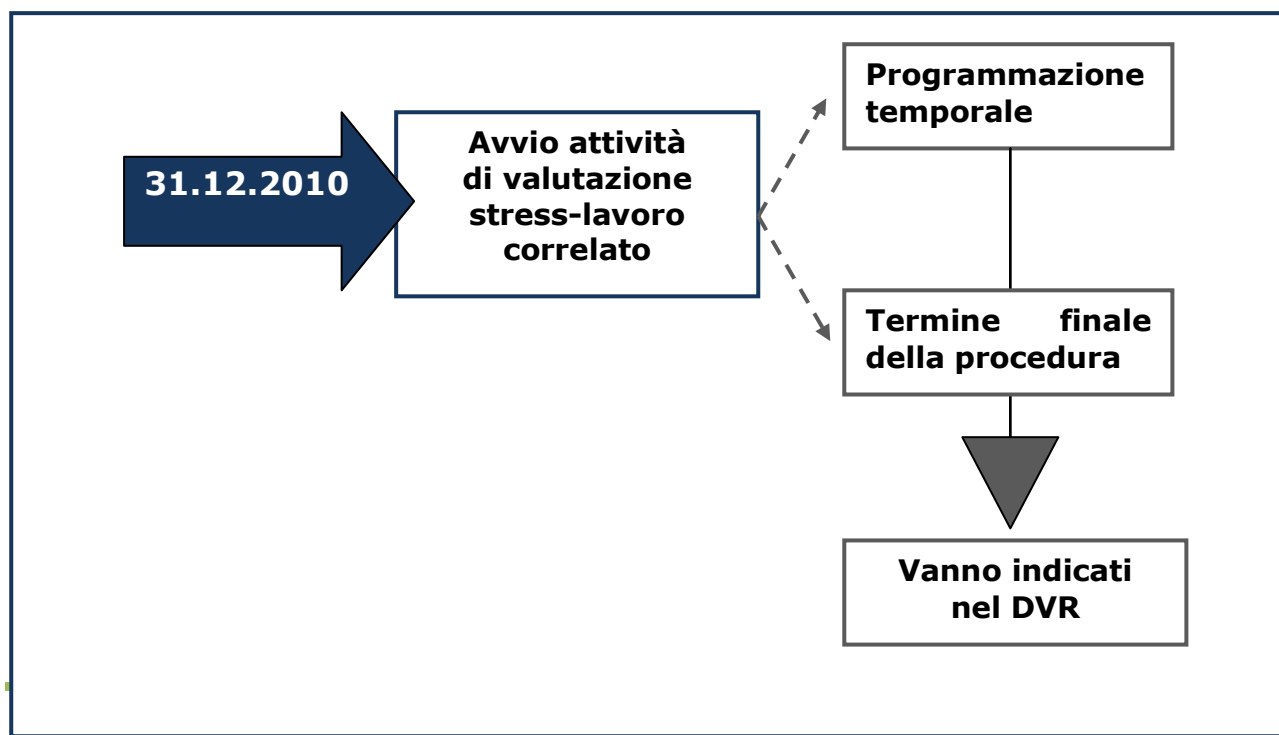 31.12.2010
Avvio attività
di valutazione
stress-lavoro
correlato
Programmazione
temporale
Termine finale
della procedura
Vanno indicati
nel DVR